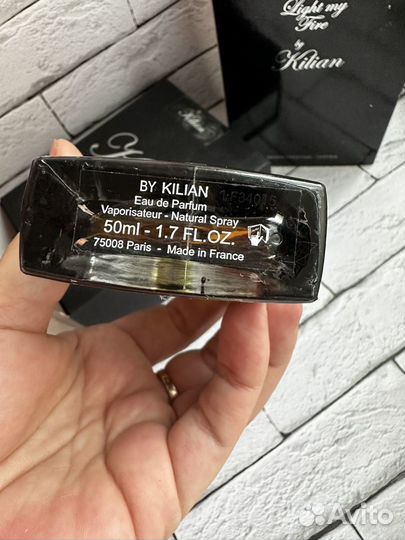 Light my
Fire
by
Kilian
BY KILIAN
Eau de Parfum
Vaporisateur - Natural Spray
50ml - 1.7 FL.OZ.
75008 Paris - Made in France
Avito